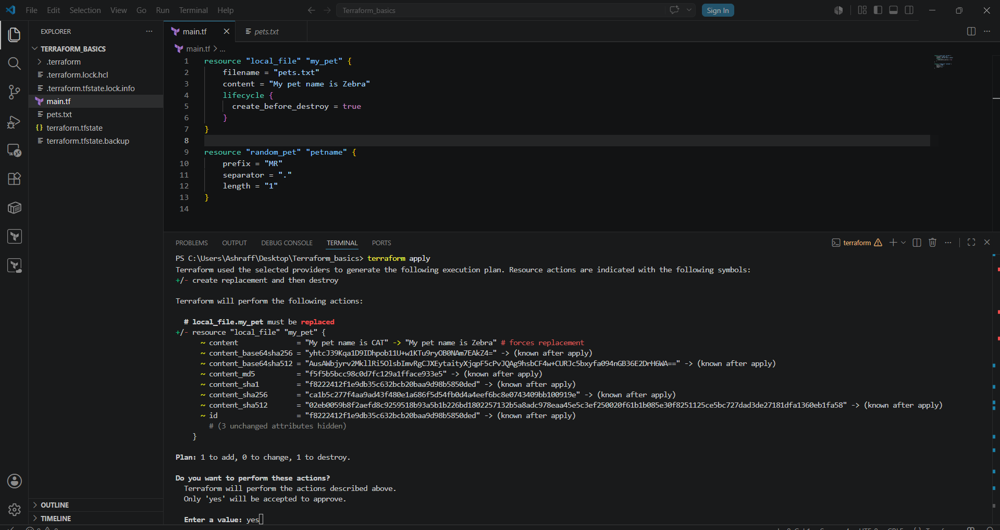 File Edit Selection View Go Run Terminal Help
Terraform_basics
Sign In
EXPLORER
TERRAFORM_BASICS
.terraform
.terraform.lock.hcl
.terraform.tfstate.lock.info
main.tf
pets.txt
terraform.tfstate
terraform.tfstate.backup
OUTLINE
TIMELINE
main.tf
pets.txt
main.tf > ...
1 resource "local_file" "my_pet" {
2 filename = "pets.txt"
3 content = "My pet name is Zebra"
4 lifecycle {
5 create_before_destroy = true
6 }
7 }
8
9 resource "random_pet" "petname" {
10 prefix = "MR"
11 separator = "."
12 length = "1"
13 }
14
PROBLEMS OUTPUT DEBUG CONSOLE TERMINAL PORTS
terraform
PS C:\Users\Ashraff\Desktop\Terraform_basics> terraform apply
Terraform used the selected providers to generate the following execution plan. Resource actions are indicated with the following symbols:
+/- create replacement and then destroy
Terraform will perform the following actions:
# local_file.my_pet must be replaced
+/- resource "local_file" "my_pet" {
~ content = "My pet name is CAT" -> "My pet name is Zebra" # forces replacement
~ content_base64sha256 = "yhtcJ39Kqa1D9IDhpob11U+w1KTu9ryOB0NAm7EAkZ4=" -> (known after apply)
~ content_base64sha512 = "AusAWbjyrv2MkllRi5OlsbImvRgCJXEytaityXjqpF5cPvJQAg9hsbCF4w+CURJc5bxyfa094nGB36E2DrH6WA==" -> (known after apply)
~ content_md5 = "f5f5b5bcc98c0d7fc129a1fface933e5" -> (known after apply)
~ content_sha1 = "f8222412f1e9db35c632bcb20baa9d98b5850ded" -> (known after apply)
~ content_sha256 = "ca1b5c277f4aa9ad43f480e1a686f5d54fb0d4a4eef6bc8e0743409bb100919e" -> (known after apply)
~ content_sha512 = "02eb0059b8f2aefd8c9259518b93a5b1b226bd1802257132b5a8adc978eaa45e5c3ef250020f61b1b085e30f8251125ce5bc727dad3de27181dfa1360eb1fa58" -> (known after apply)
~ id = "f8222412f1e9db35c632bcb20baa9d98b5850ded" -> (known after apply)
# (3 unchanged attributes hidden)
}
Plan: 1 to add, 0 to change, 1 to destroy.
Do you want to perform these actions?
Terraform will perform the actions described above.
Only 'yes' will be accepted to approve.
Enter a value: yes